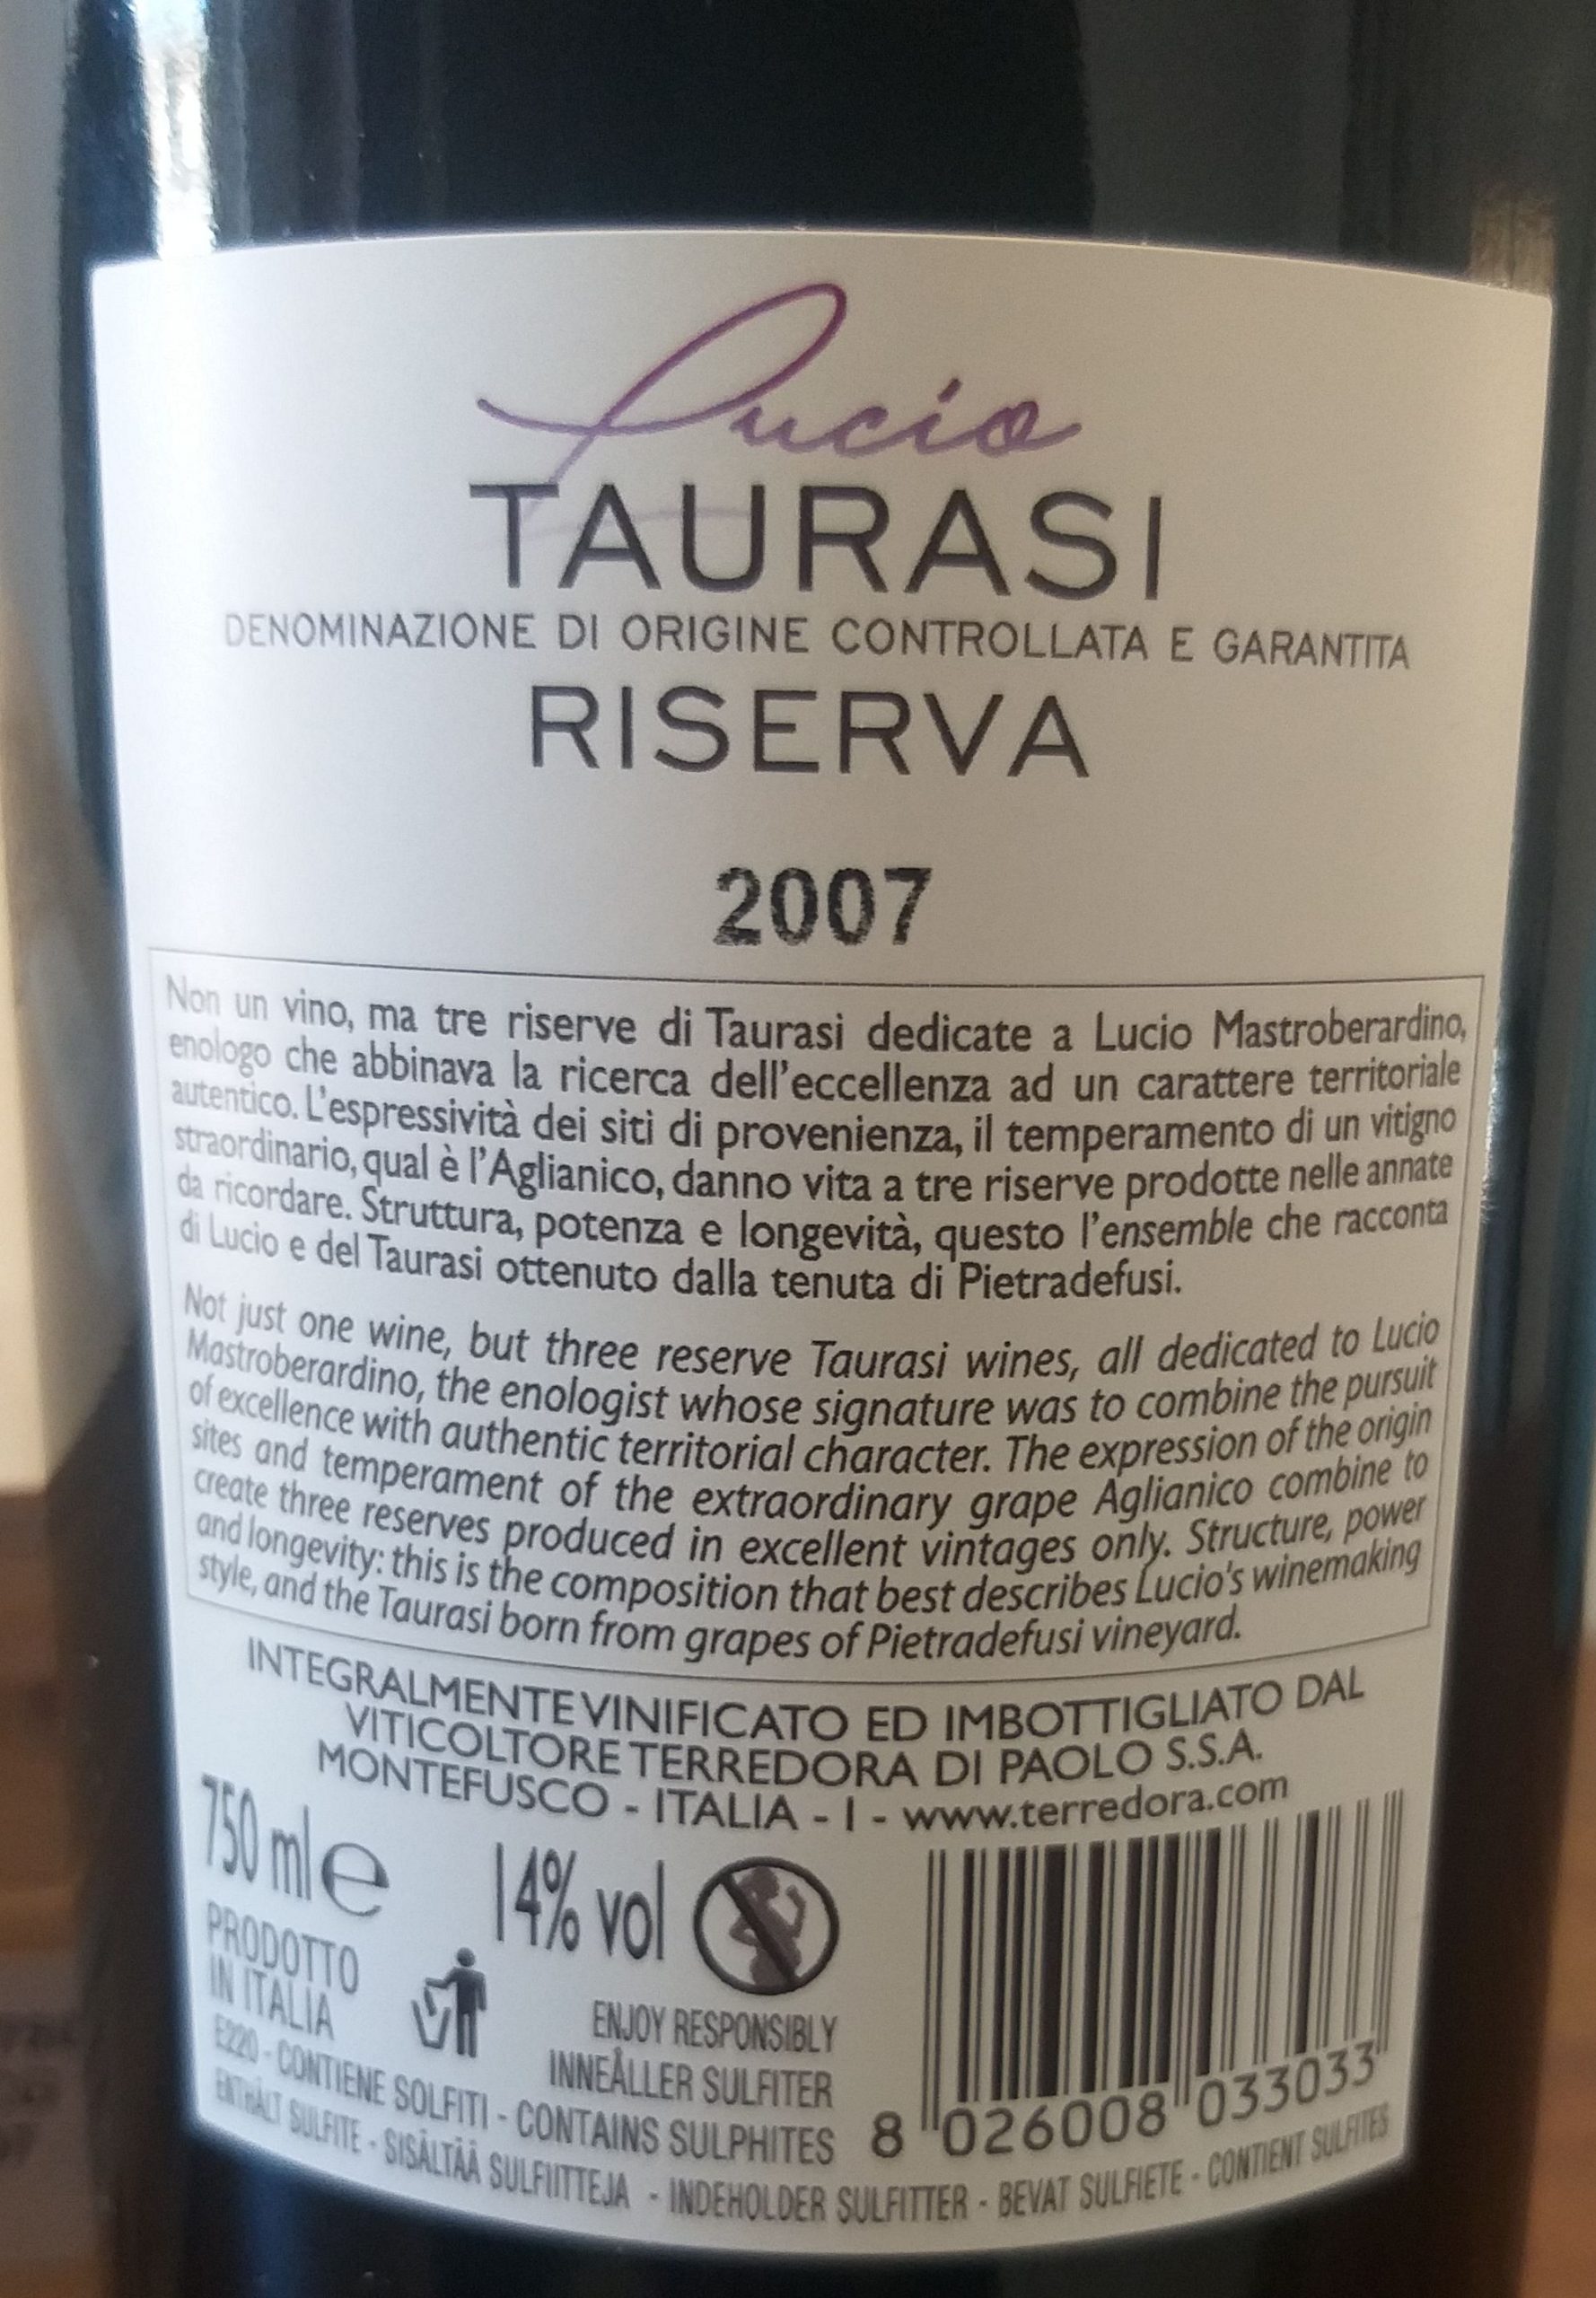 Lucio
TAURASI
DENOMINAZIONE DI ORIGINE CONTROLLATA E GARANTITA
RISERVA
2007
Non un vino, ma tre riserve di Taurasi dedicate a Lucio Mastroberardino,
enologo che abbinava la ricerca dell'eccellenza ad un carattere territoriale
autentico. L'espressività dei siti di provenienza, il temperamento di un vitigno
straordinario, qual è l'Aglianico, danno vita a tre riserve prodotte nelle annate
da ricordare. Struttura, potenza e longevità, questo l'ensemble che racconta
di Lucio e del Taurasi ottenuto dalla tenuta di Pietradefusi.
Not just one wine, but three reserve Taurasi wines, all dedicated to Lucio
Mastroberardino, the enologist whose signature was to combine the pursuit
of excellence with authentic territorial character. The expression of the origin
sites and temperament of the extraordinary grape Aglianico combine to
create three reserves produced in excellent vintages only. Structure, power
and longevity: this is the composition that best describes Lucio's winemaking
style, and the Taurasi born from grapes of Pietradefusi vineyard.
INTEGRALMENTE VINIFICATO ED IMBOTTIGLIATO DAL
VITICOLTORE TERREDORA DI PAOLO S.S.A.
MONTEFUSCO - ITALIA - I - www.terredora.com
750 ml e 14% vol
PRODOTTO
IN ITALIA
ENJOY RESPONSIBLY
INNEÅLLER SULFITER
E220 - CONTIENE SOLFITI - CONTAINS SULPHITES
8 026008 033033
ENTHÄLT SULFITE - SISÄLTÄÄ SULFIITTEJA - INDEHOLDER SULFITTER - BEVAT SULFIETE - CONTIENT SULFITES